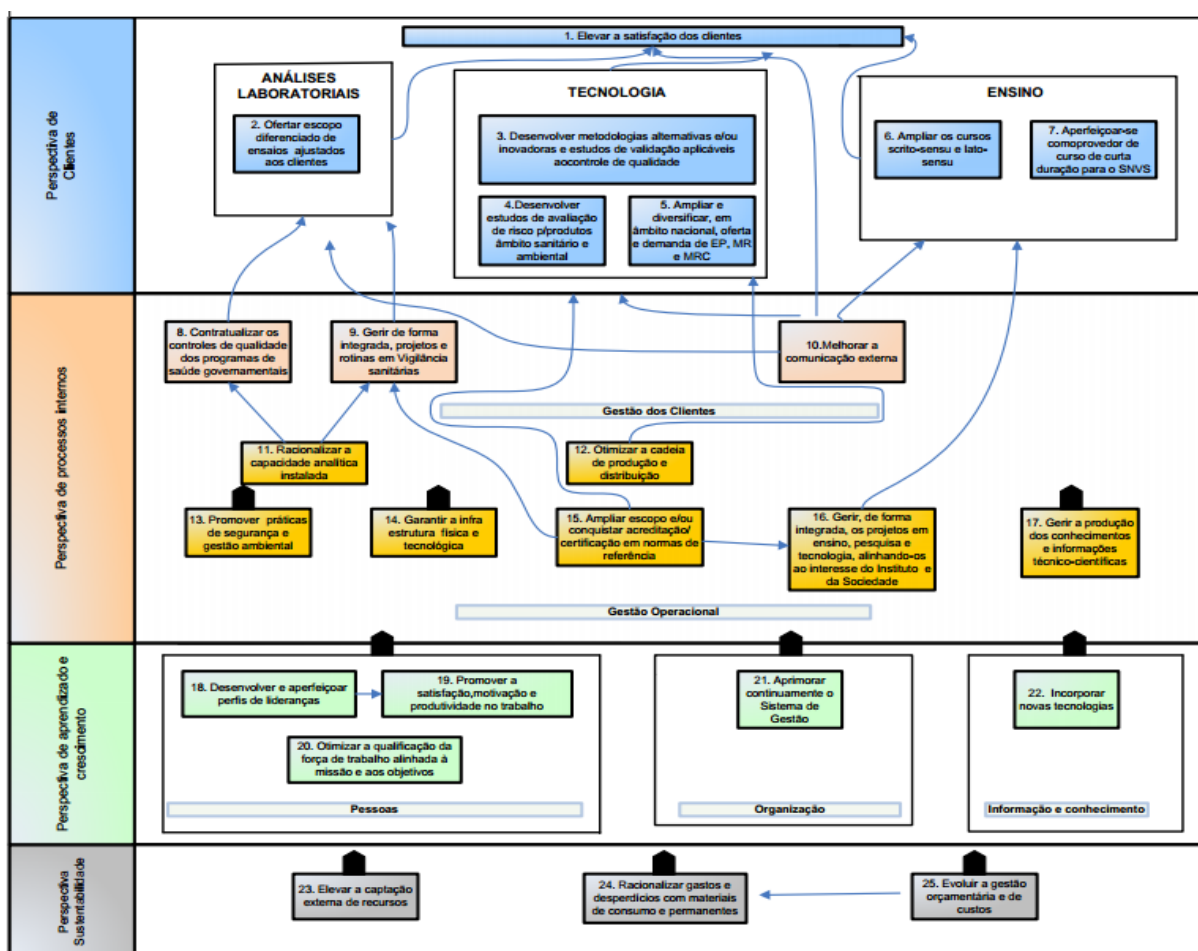 Perspectiva de
Clientes
1. Elevar a satisfação dos clientes
ANÁLISES
LABORATORIAIS
2. Ofertar escopo
diferenciado de
ensaios ajustados
aos clientes
TECNOLOGIA
3. Desenvolver metodologias alternativas e/ou
inovadoras e estudos de validação aplicáveis
aocontrole de qualidade
4.Desenvolver
estudos de avaliação
de risco p/produtos
âmbito sanitário e
ambiental
5. Ampliar e
diversificar, em
âmbito nacional, oferta
e demanda de EP, MR
e MRC
ENSINO
6. Ampliar os cursos
scrito-sensu e lato-
sensu
7. Aperfeiçoar-se
comoprovedor de
curso de curta
duração para o SNVS
Perspectiva de processos internos
8. Contratualizar os
controles de qualidade
dos programas de
saúde governamentais
9. Gerir de forma
integrada, projetos e
rotinas em Vigilância
sanitárias
10.Melhorar a
comunicação externa
Gestão dos Clientes
11. Racionalizar a
capacidade analítica
instalada
12. Otimizar a cadeia
de produção e
distribuição
13. Promover práticas
de segurança e
gestão ambiental
14. Garantir a infra
estrutura física e
tecnológica
15. Ampliar escopo e/ou
conquistar acreditação/
certificação em normas de
referência
16. Gerir, de forma
integrada, os projetos em
ensino, pesquisa e
tecnologia, alinhando-os
ao interesse do Instituto e
da Sociedade
17. Gerir a produção
dos conhecimentos
e informações
técnico-científicas
Gestão Operacional
Perspectiva de aprendizado e
crescimento
18. Desenvolver e aperfeiçoar
perfis de lideranças
19. Promover a
satisfação,motivação e
produtividade no trabalho
20. Otimizar a qualificação da
força de trabalho alinhada à
missão e aos objetivos
Pessoas
21. Aprimorar
continuamente o
Sistema de
Gestão
Organização
22. Incorporar
novas tecnologias
Informação e conhecimento
Perspectiva
Sustentabilidade
23. Elevar a captação
externa de recursos
24. Racionalizar gastos e
desperdícios com materiais
de consumo e permanentes
25. Evoluir a gestão
orçamentária e de
custos